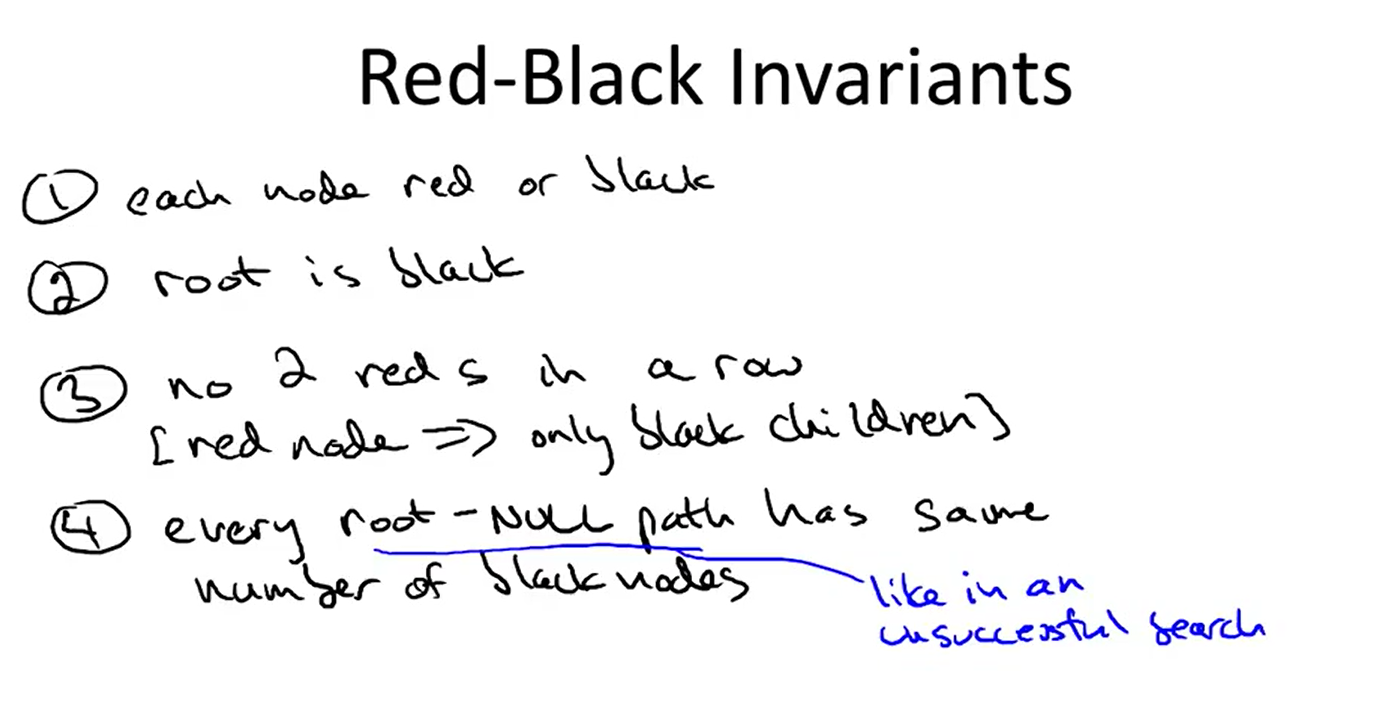 Red-Black Invariants
① each node red or black
② root is black
③ no 2 reds in a row
[red node => only black children]
④ every root-NULL path has same
number of black nodes
like in an
unsuccessful search